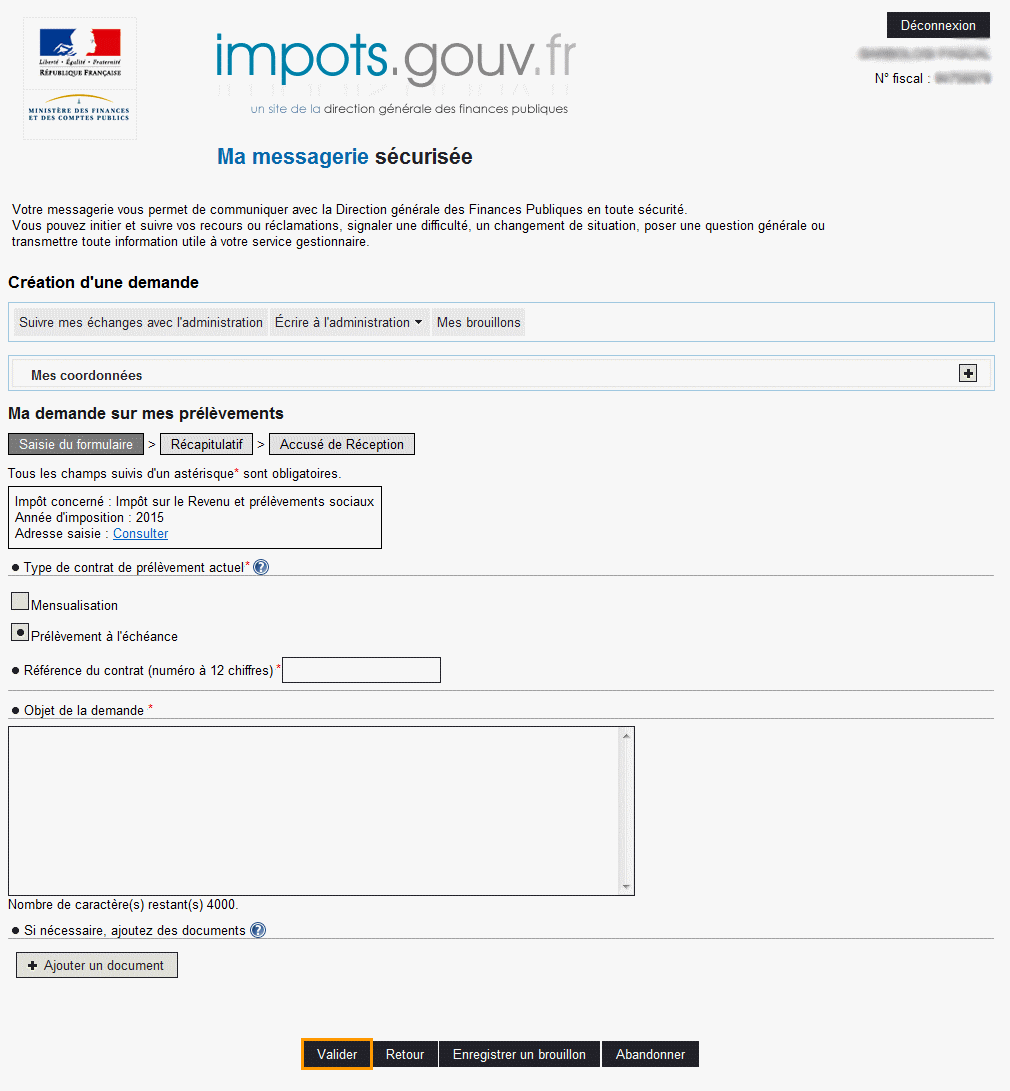 Déconnexion
N° fiscal :
Liberté • Égalité • Fraternité
RÉPUBLIQUE FRANÇAISE
MINISTÈRE DES FINANCES
ET DES COMPTES PUBLICS
impots.gouv.fr
un site de la direction générale des finances publiques
Ma messagerie sécurisée
Votre messagerie vous permet de communiquer avec la Direction générale des Finances Publiques en toute sécurité.
Vous pouvez initier et suivre vos recours ou réclamations, signaler une difficulté, un changement de situation, poser une question générale ou
transmettre toute information utile à votre service gestionnaire.
Création d'une demande
Suivre mes échanges avec l'administration Écrire à l'administration Mes brouillons
Mes coordonnées
Ma demande sur mes prélèvements
Saisie du formulaire > Récapitulatif > Accusé de Réception
Tous les champs suivis d'un astérisque* sont obligatoires.
Impôt concerné : Impôt sur le Revenu et prélèvements sociaux
Année d'imposition : 2015
Adresse saisie : Consulter
● Type de contrat de prélèvement actuel* ?
Mensualisation
Prélèvement à l'échéance
● Référence du contrat (numéro à 12 chiffres) *
● Objet de la demande *
Nombre de caractère(s) restant(s) 4000.
● Si nécessaire, ajoutez des documents ?
+ Ajouter un document
Valider Retour Enregistrer un brouillon Abandonner